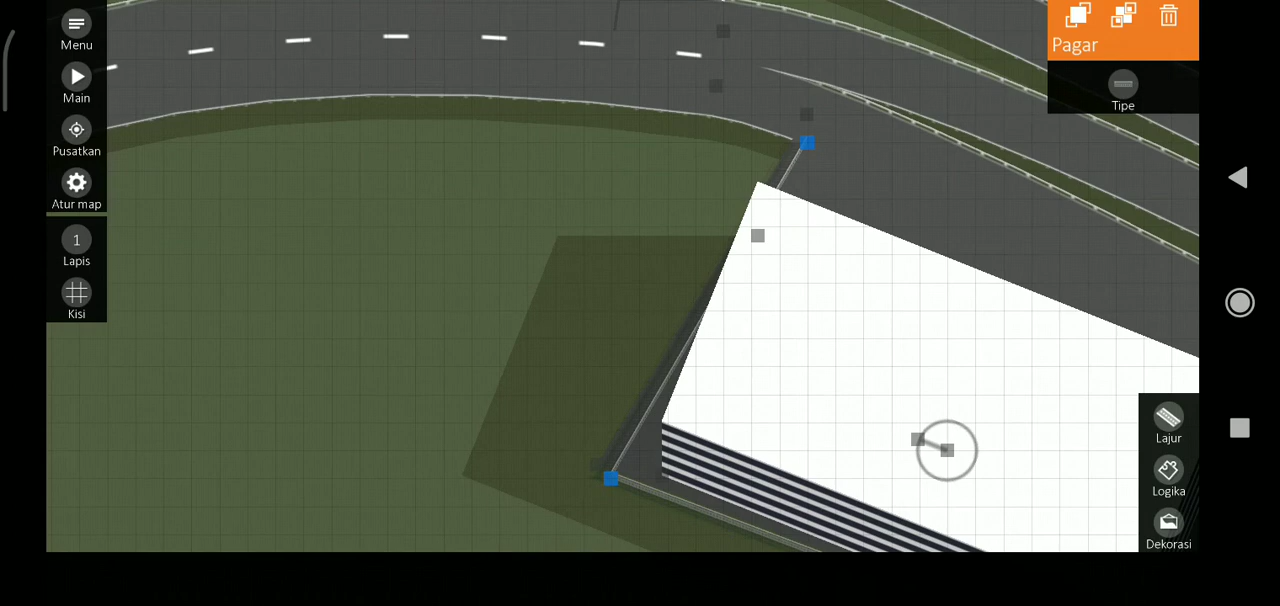 Menu
Main
Pusatkan
Atur map
1
Lapis
Kisi
Pagar
Tipe
Lajur
Logika
Dekorasi